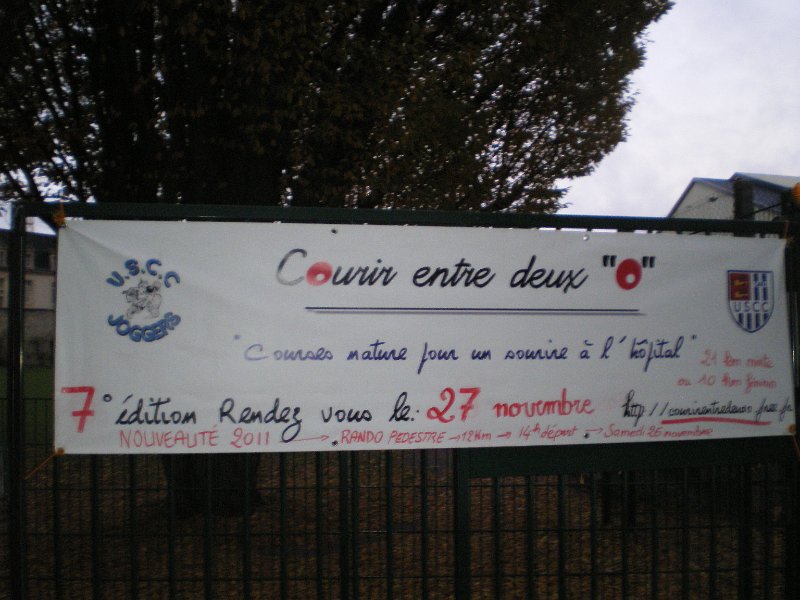 U.S.C.C
JOGGERS
Courir entre deux "O"
USCC
"Courses nature pour un sourire à l'hôpital"
21 km mixte
ou 10 km féminin
7° édition Rendez vous le: 27 novembre
http://courirentredeuxo.free.fr
NOUVEAUTÉ 2011 → RANDO PEDESTRE → 12Km → 14h départ → Samedi 26 novembre